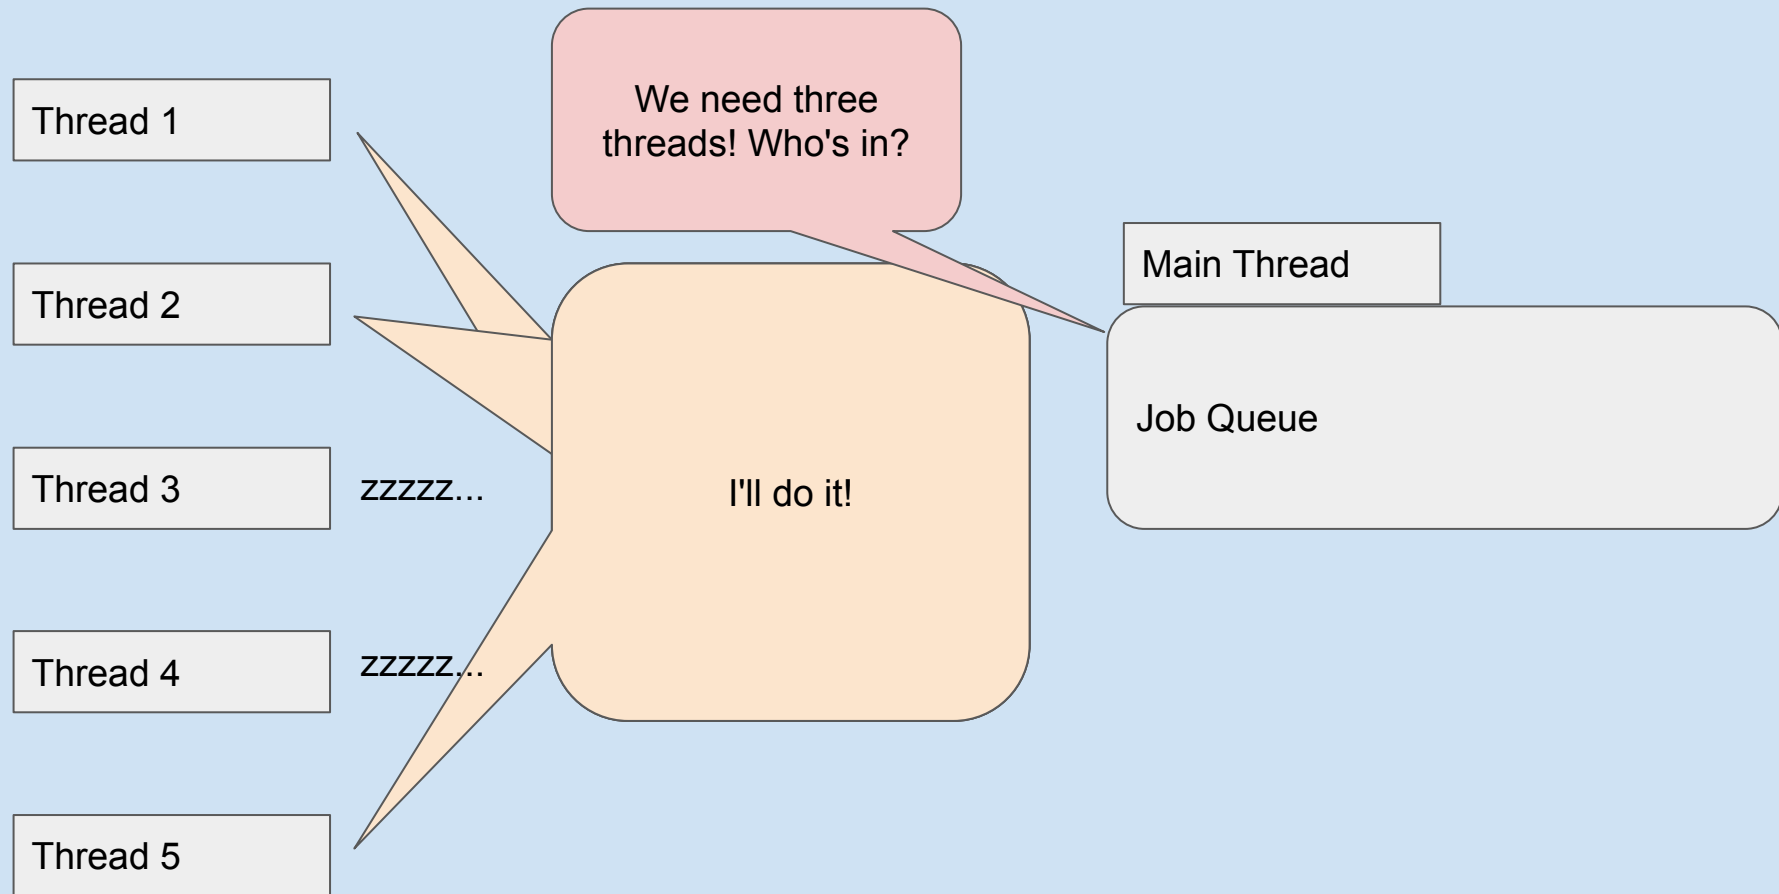 Thread 1
Thread 2
Thread 3
zzzzz...
Thread 4
zzzzz...
Thread 5
We need three
threads! Who's in?
I'll do it!
Main Thread
Job Queue